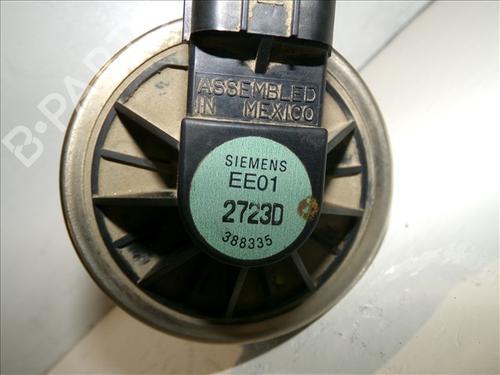 ASSEMBLED
IN MEXICO
SIEMENS
EE01
2723D
388335
B-PARTS